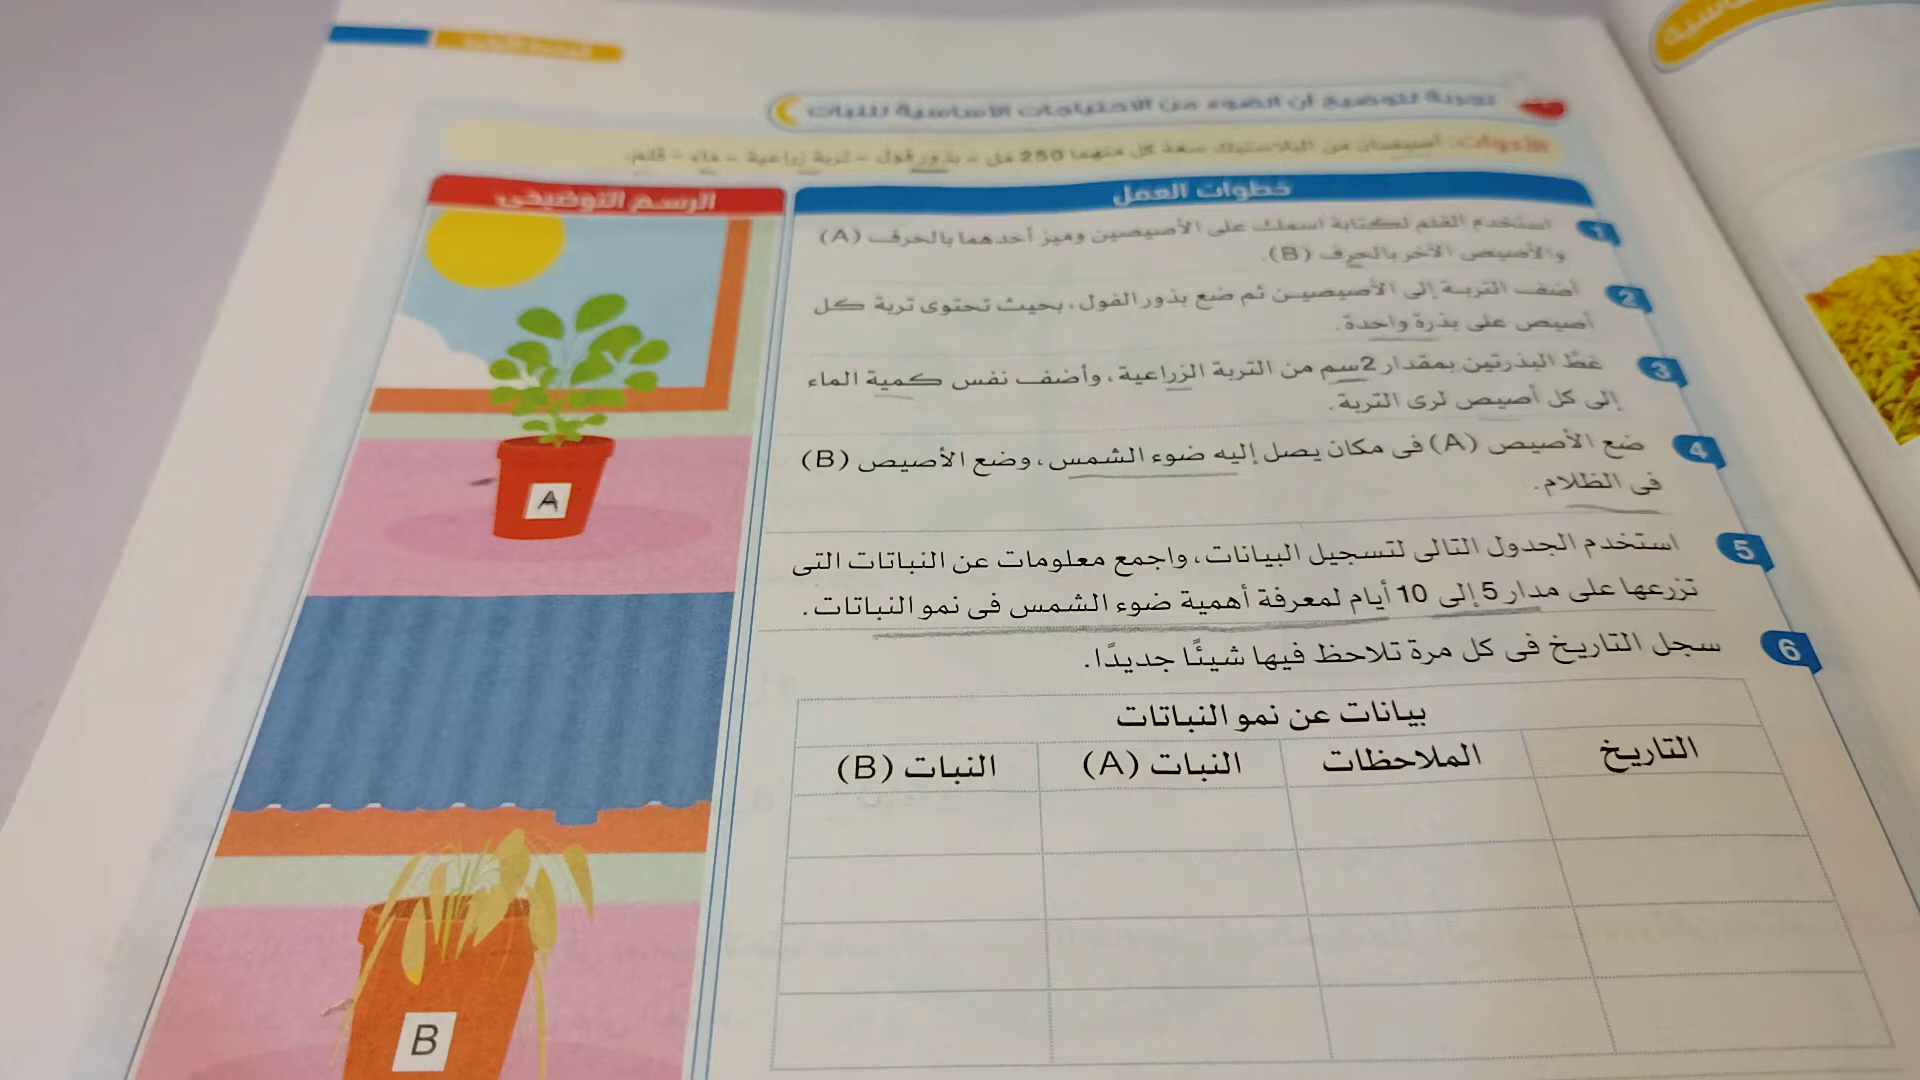 تجربة لتوضيح أن الضوء من الاحتياجات الأساسية للنبات
الأدوات: أصيصان من البلاستيك سعة كل منهما 250 مل - بذور فول - تربة زراعية - ماء - قلم.
خطوات العمل
الرسم التوضيحى
1 استخدم القلم لكتابة اسمك على الأصيصين وميز أحدهما بالحرف (A)
والأصيص الآخر بالحرف (B).
2 أضف التربة إلى الأصيصين ثم ضع بذور الفول، بحيث تحتوى تربة كل
أصيص على بذرة واحدة.
3 غطِّ البذرتين بمقدار 2سم من التربة الزراعية، وأضف نفس كمية الماء
إلى كل أصيص لرى التربة.
4 ضع الأصيص (A) فى مكان يصل إليه ضوء الشمس، وضع الأصيص (B)
فى الظلام.
5 استخدم الجدول التالى لتسجيل البيانات، واجمع معلومات عن النباتات التى
تزرعها على مدار 5 إلى 10 أيام لمعرفة أهمية ضوء الشمس فى نمو النباتات.
6 سجل التاريخ فى كل مرة تلاحظ فيها شيئًا جديدًا.
بيانات عن نمو النباتات
التاريخ الملاحظات النبات (A) النبات (B)
A
B